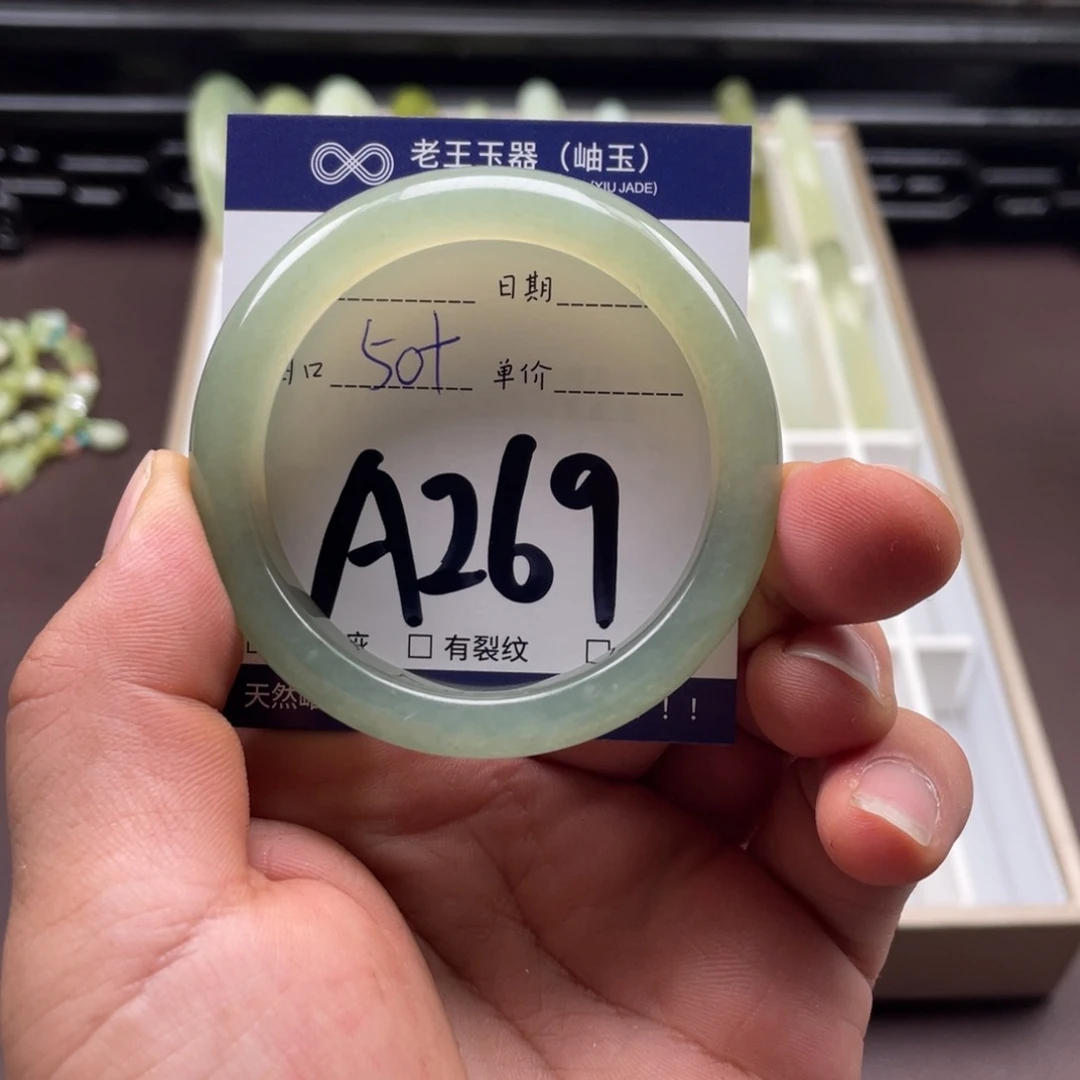 老王玉器（岫玉）
(XIU JADE)
日期
口 50+ 单价
A269
□ 有裂纹 □
天然岫 ！！